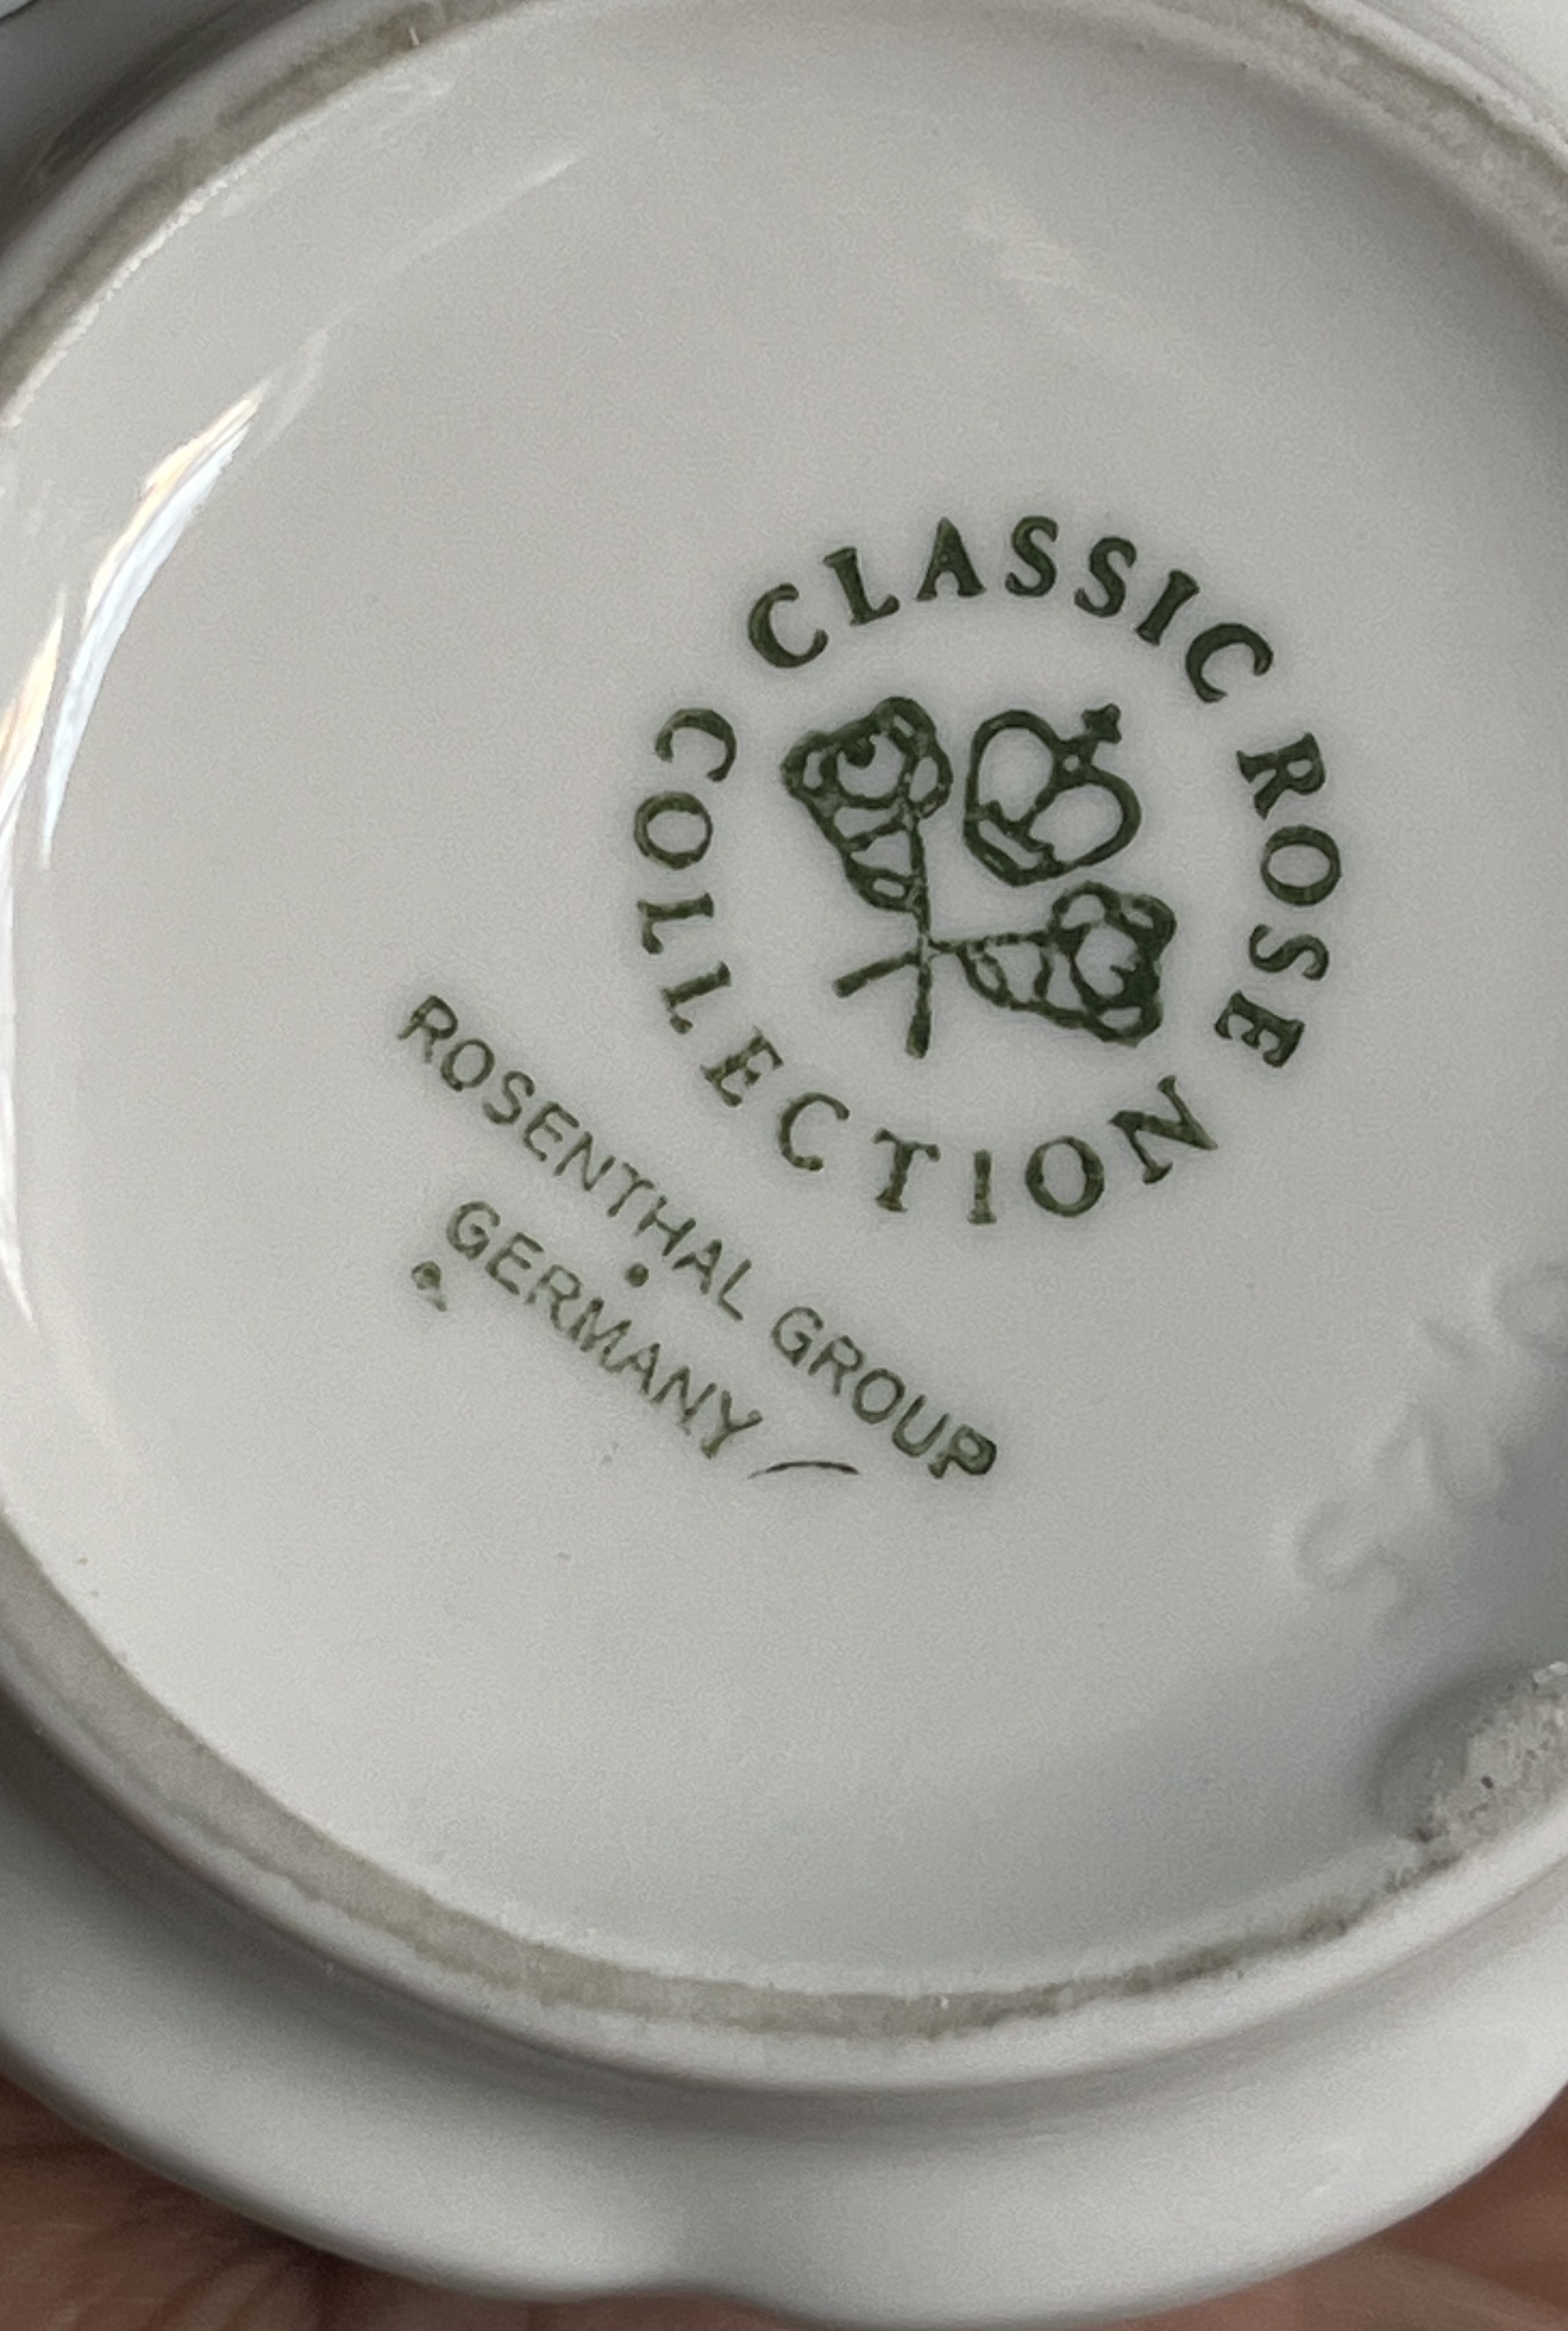 CLASSIC ROSE
COLLECTION
ROSENTHAL GROUP
GERMANY